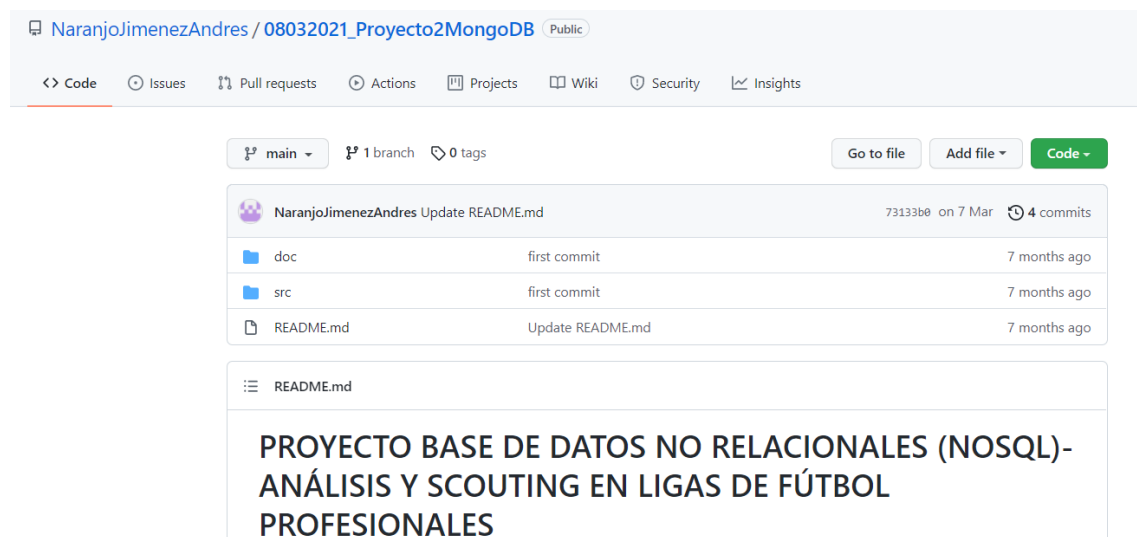 NaranjoJimenezAndres / 08032021_Proyecto2MongoDB Public
Code Issues Pull requests Actions Projects Wiki Security Insights
main 1 branch 0 tags Go to file Add file Code
NaranjoJimenezAndres Update README.md 73133b0 on 7 Mar 4 commits
doc first commit 7 months ago
src first commit 7 months ago
README.md Update README.md 7 months ago
README.md
PROYECTO BASE DE DATOS NO RELACIONALES (NOSQL)-
ANÁLISIS Y SCOUTING EN LIGAS DE FÚTBOL
PROFESIONALES